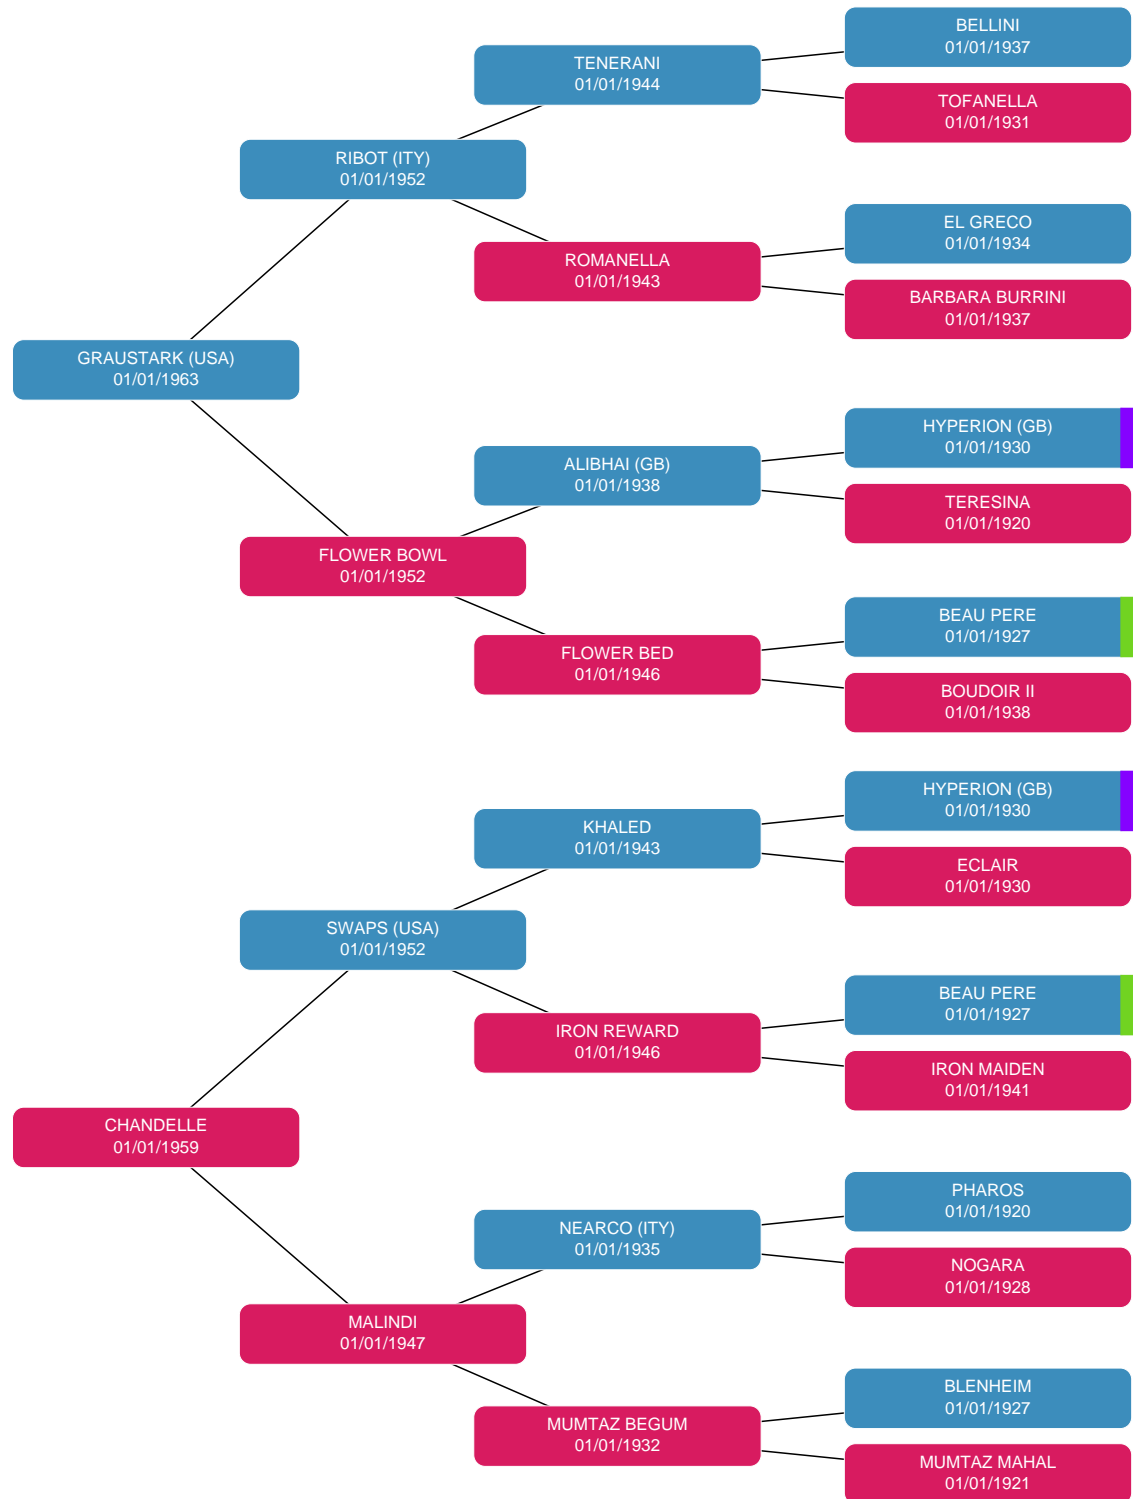 BELLINI
01/01/1937
TENERANI
01/01/1944
TOFANELLA
01/01/1931
RIBOT (ITY)
01/01/1952
EL GRECO
01/01/1934
ROMANELLA
01/01/1943
BARBARA BURRINI
01/01/1937
GRAUSTARK (USA)
01/01/1963
HYPERION (GB)
01/01/1930
ALIBHAI (GB)
01/01/1938
TERESINA
01/01/1920
FLOWER BOWL
01/01/1952
BEAU PERE
01/01/1927
FLOWER BED
01/01/1946
BOUDOIR II
01/01/1938
HYPERION (GB)
01/01/1930
KHALED
01/01/1943
ECLAIR
01/01/1930
SWAPS (USA)
01/01/1952
BEAU PERE
01/01/1927
IRON REWARD
01/01/1946
IRON MAIDEN
01/01/1941
CHANDELLE
01/01/1959
PHAROS
01/01/1920
NEARCO (ITY)
01/01/1935
NOGARA
01/01/1928
MALINDI
01/01/1947
BLENHEIM
01/01/1927
MUMTAZ BEGUM
01/01/1932
MUMTAZ MAHAL
01/01/1921